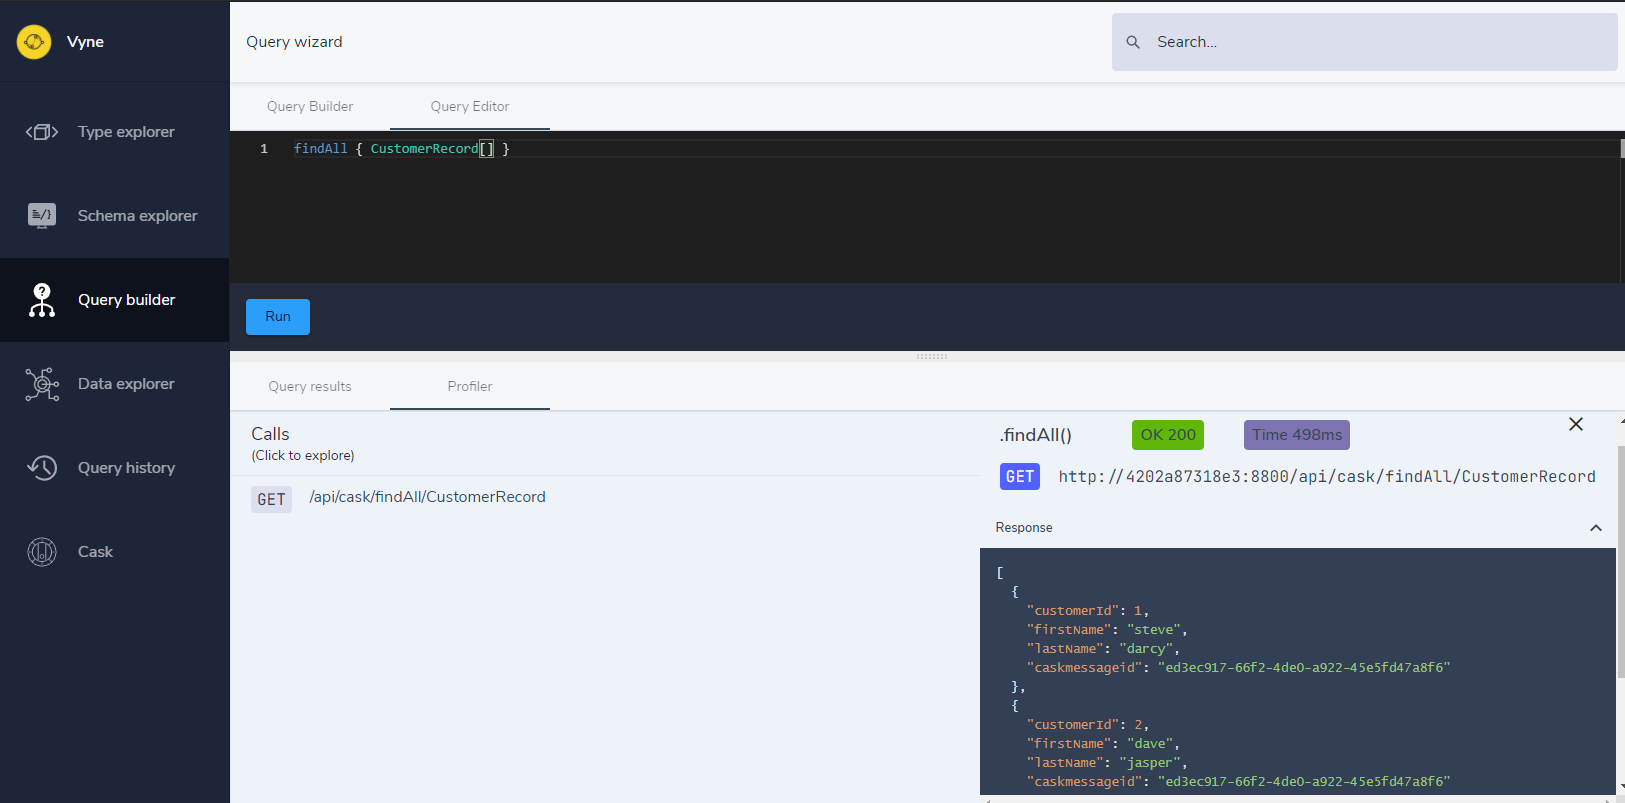 Vyne
Type explorer
Schema explorer
Query builder
Data explorer
Query history
Cask
Query wizard
Search...
Query Builder
Query Editor
1 findAll { CustomerRecord[] }
Run
Query results
Profiler
Calls
(Click to explore)
GET /api/cask/findAll/CustomerRecord
.findAll() OK 200 Time 498ms
GET http://4202a87318e3:8800/api/cask/findAll/CustomerRecord
Response
[
{
"customerId": 1,
"firstName": "steve",
"lastName": "darcy",
"caskmessageid": "ed3ec917-66f2-4de0-a922-45e5fd47a8f6"
},
{
"customerId": 2,
"firstName": "dave",
"lastName": "jasper",
"caskmessageid": "ed3ec917-66f2-4de0-a922-45e5fd47a8f6"